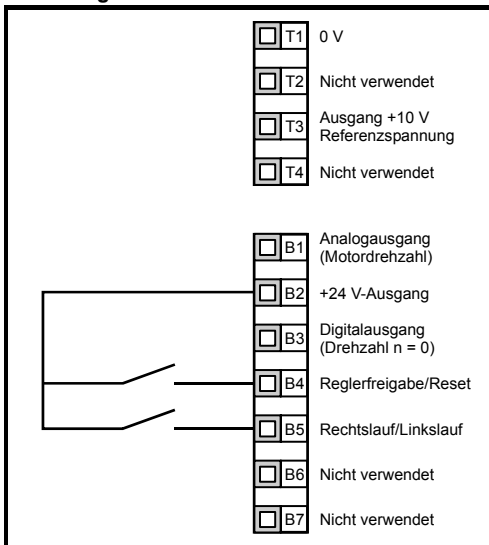 T1 0 V
T2 Nicht verwendet
T3 Ausgang +10 V
Referenzspannung
T4 Nicht verwendet
B1 Analogausgang
(Motordrehzahl)
B2 +24 V-Ausgang
B3 Digitalausgang
(Drehzahl n = 0)
B4 Reglerfreigabe/Reset
B5 Rechtslauf/Linkslauf
B6 Nicht verwendet
B7 Nicht verwendet